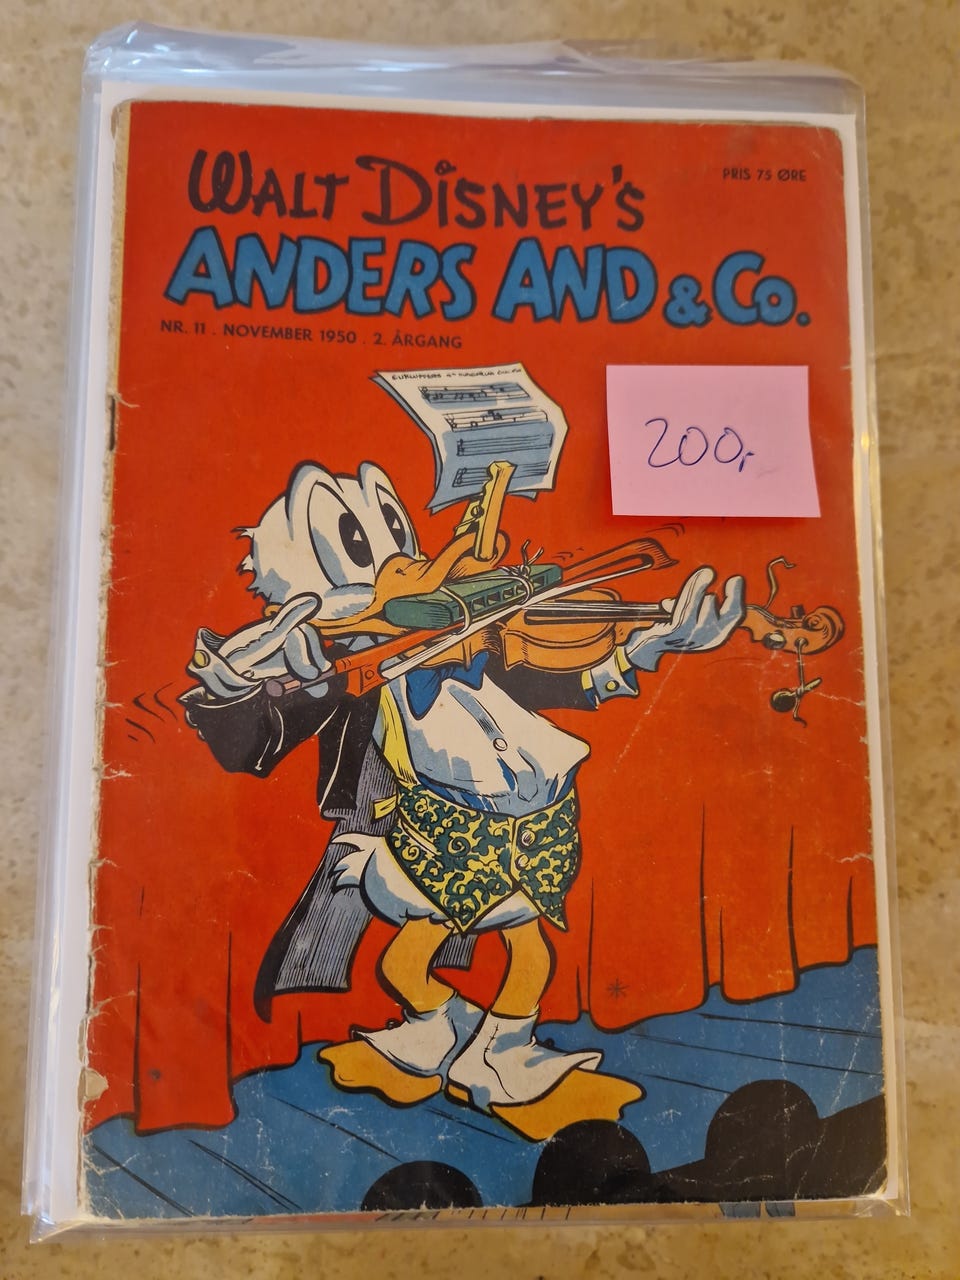 WALT DISNEY'S
PRIS 75 ØRE
ANDERS AND & Co.
NR. 11 . NOVEMBER 1950 . 2. ÅRGANG
200,-